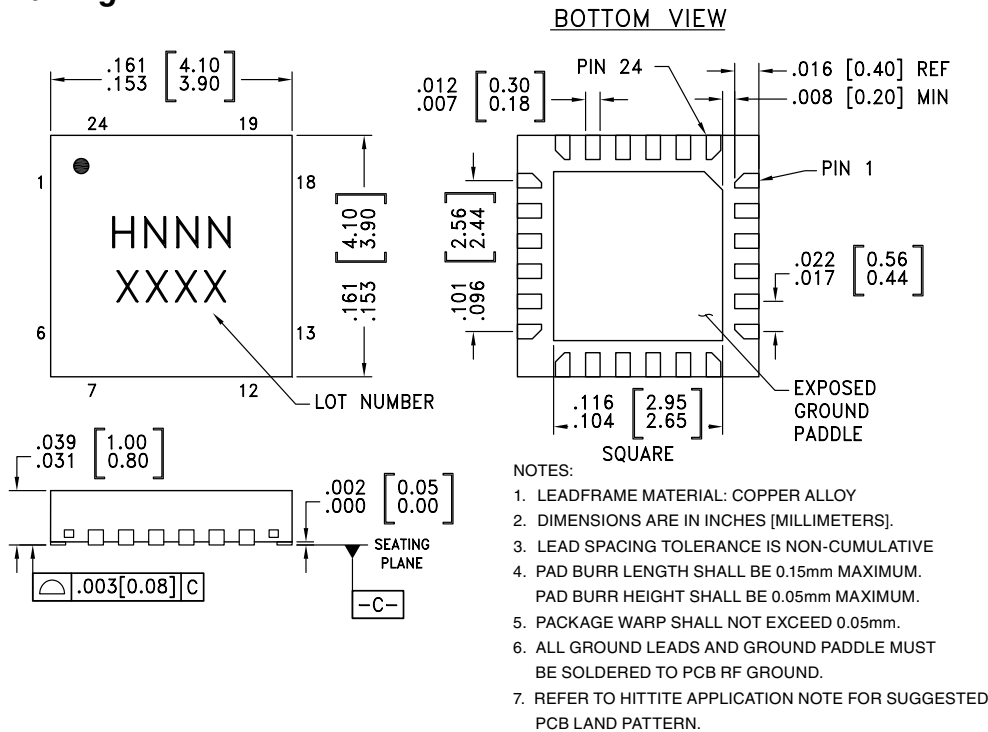 BOTTOM VIEW
.161 [4.10]
.153 [3.90]
24
19
1
18
HNNN
XXXX
6
13
7
12
LOT NUMBER
.161 [4.10]
.153 [3.90]
PIN 24
.012 [0.30]
.007 [0.18]
.016 [0.40] REF
.008 [0.20] MIN
PIN 1
.101 [2.56]
.096 [2.44]
.022 [0.56]
.017 [0.44]
EXPOSED
GROUND
PADDLE
.116 [2.95]
.104 [2.65]
SQUARE
.039 [1.00]
.031 [0.80]
.002 [0.05]
.000 [0.00]
SEATING
PLANE
.003[0.08] C
-C-
NOTES:
1. LEADFRAME MATERIAL: COPPER ALLOY
2. DIMENSIONS ARE IN INCHES [MILLIMETERS].
3. LEAD SPACING TOLERANCE IS NON-CUMULATIVE
4. PAD BURR LENGTH SHALL BE 0.15mm MAXIMUM.
PAD BURR HEIGHT SHALL BE 0.05mm MAXIMUM.
5. PACKAGE WARP SHALL NOT EXCEED 0.05mm.
6. ALL GROUND LEADS AND GROUND PADDLE MUST
BE SOLDERED TO PCB RF GROUND.
7. REFER TO HITTITE APPLICATION NOTE FOR SUGGESTED
PCB LAND PATTERN.